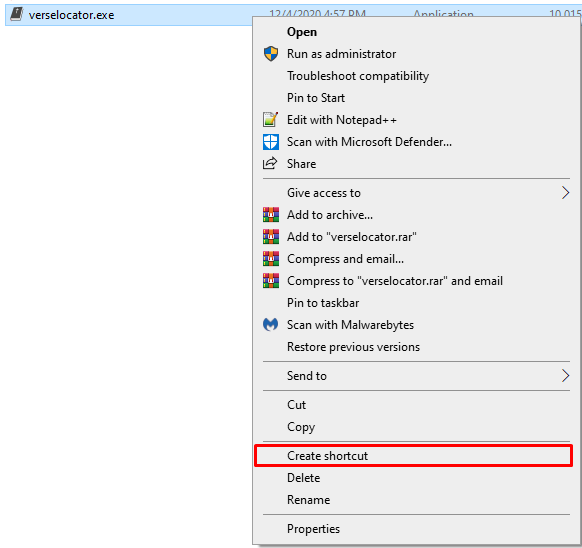 verselocator.exe 12/4/2020 4:57 PM Application 10,015
Open
Run as administrator
Troubleshoot compatibility
Pin to Start
Edit with Notepad++
Scan with Microsoft Defender...
Share
Give access to
Add to archive...
Add to "verselocator.rar"
Compress and email...
Compress to "verselocator.rar" and email
Pin to taskbar
Scan with Malwarebytes
Restore previous versions
Send to
Cut
Copy
Create shortcut
Delete
Rename
Properties